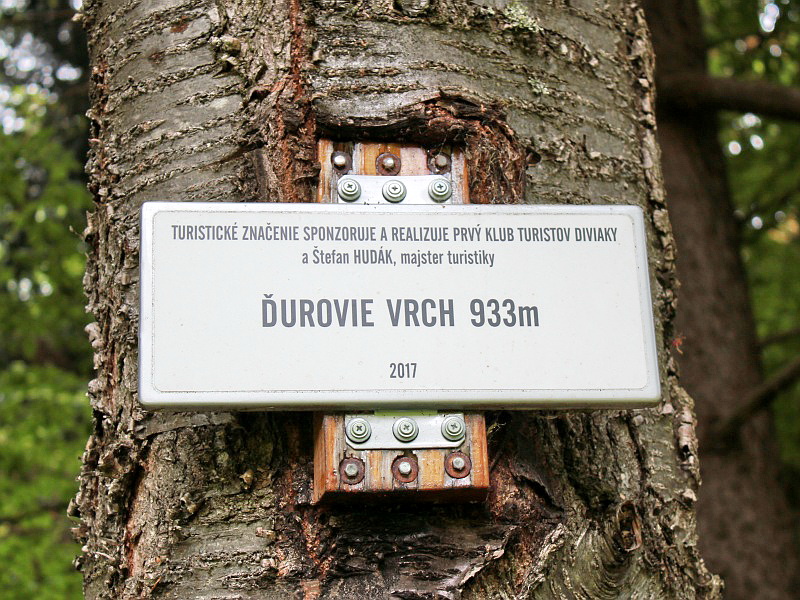 TURISTICKÉ ZNAČENIE SPONZORUJE A REALIZUJE PRVÝ KLUB TURISTOV DIVIAKY
a Štefan HUDÁK, majster turistiky
ĎUROVIE VRCH 933m
2017